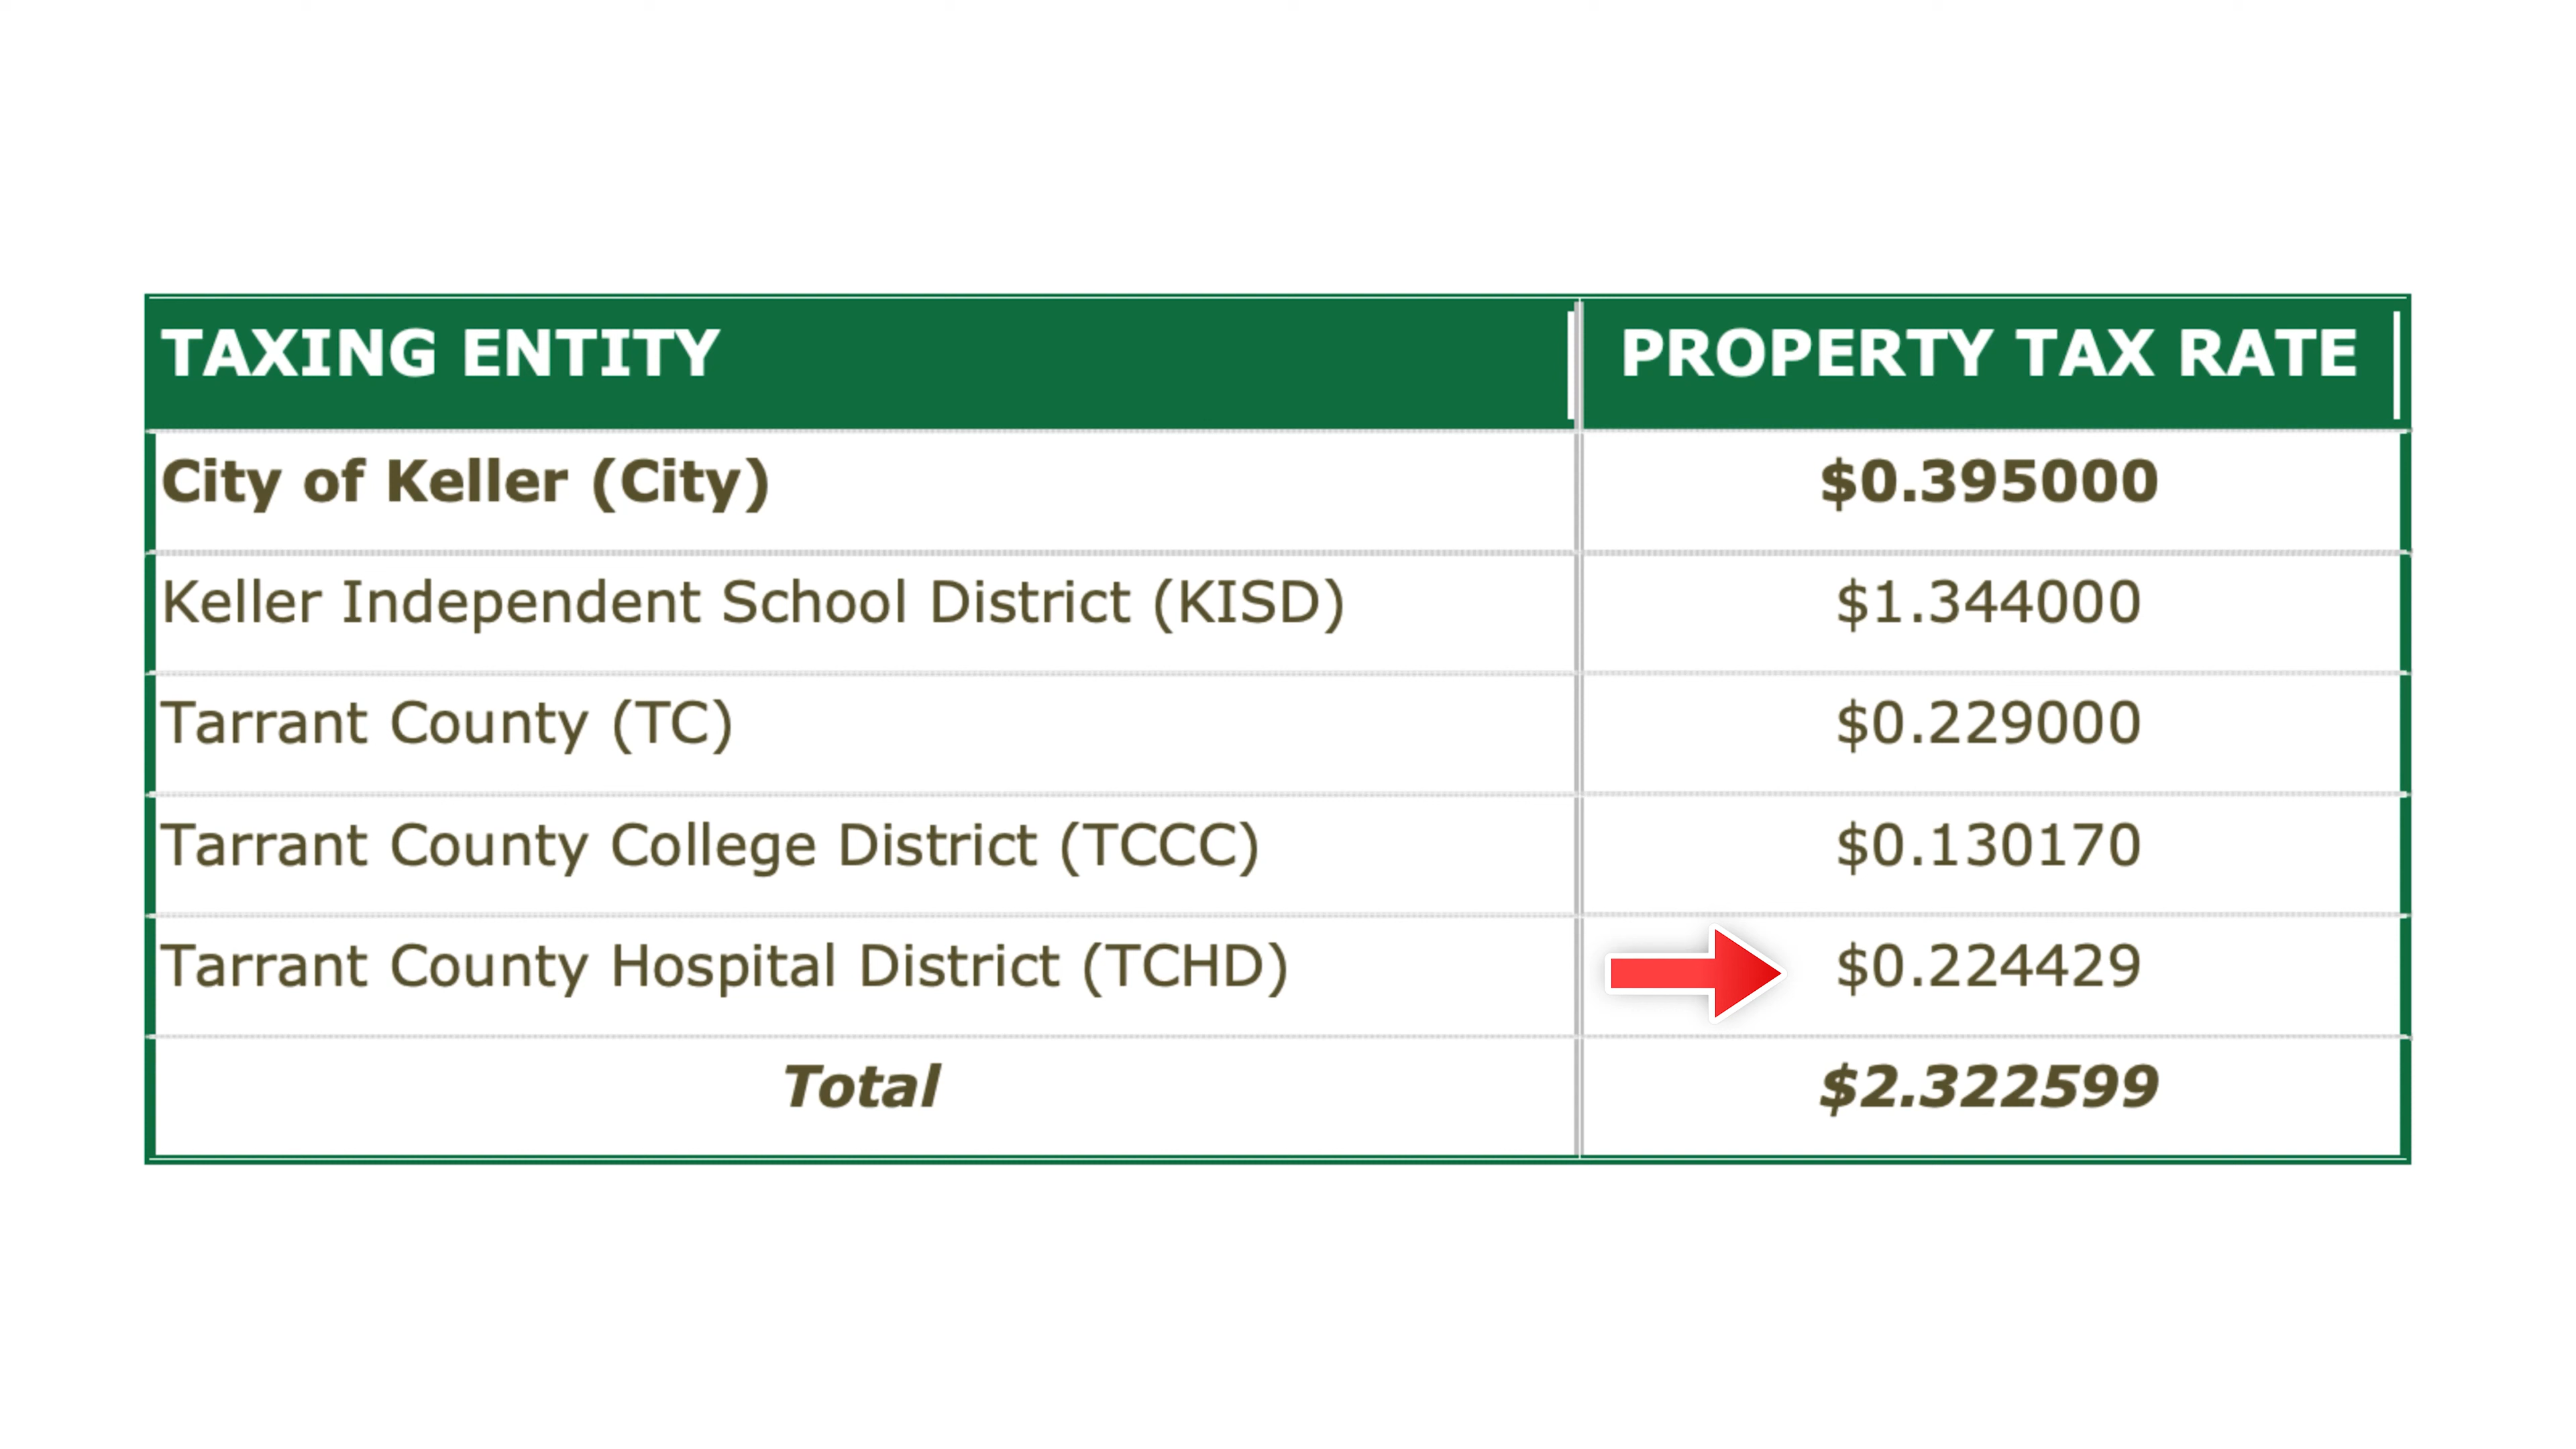 TAXING ENTITY PROPERTY TAX RATE
City of Keller (City) $0.395000
Keller Independent School District (KISD) $1.344000
Tarrant County (TC) $0.229000
Tarrant County College District (TCCC) $0.130170
Tarrant County Hospital District (TCHD) $0.224429
Total $2.322599